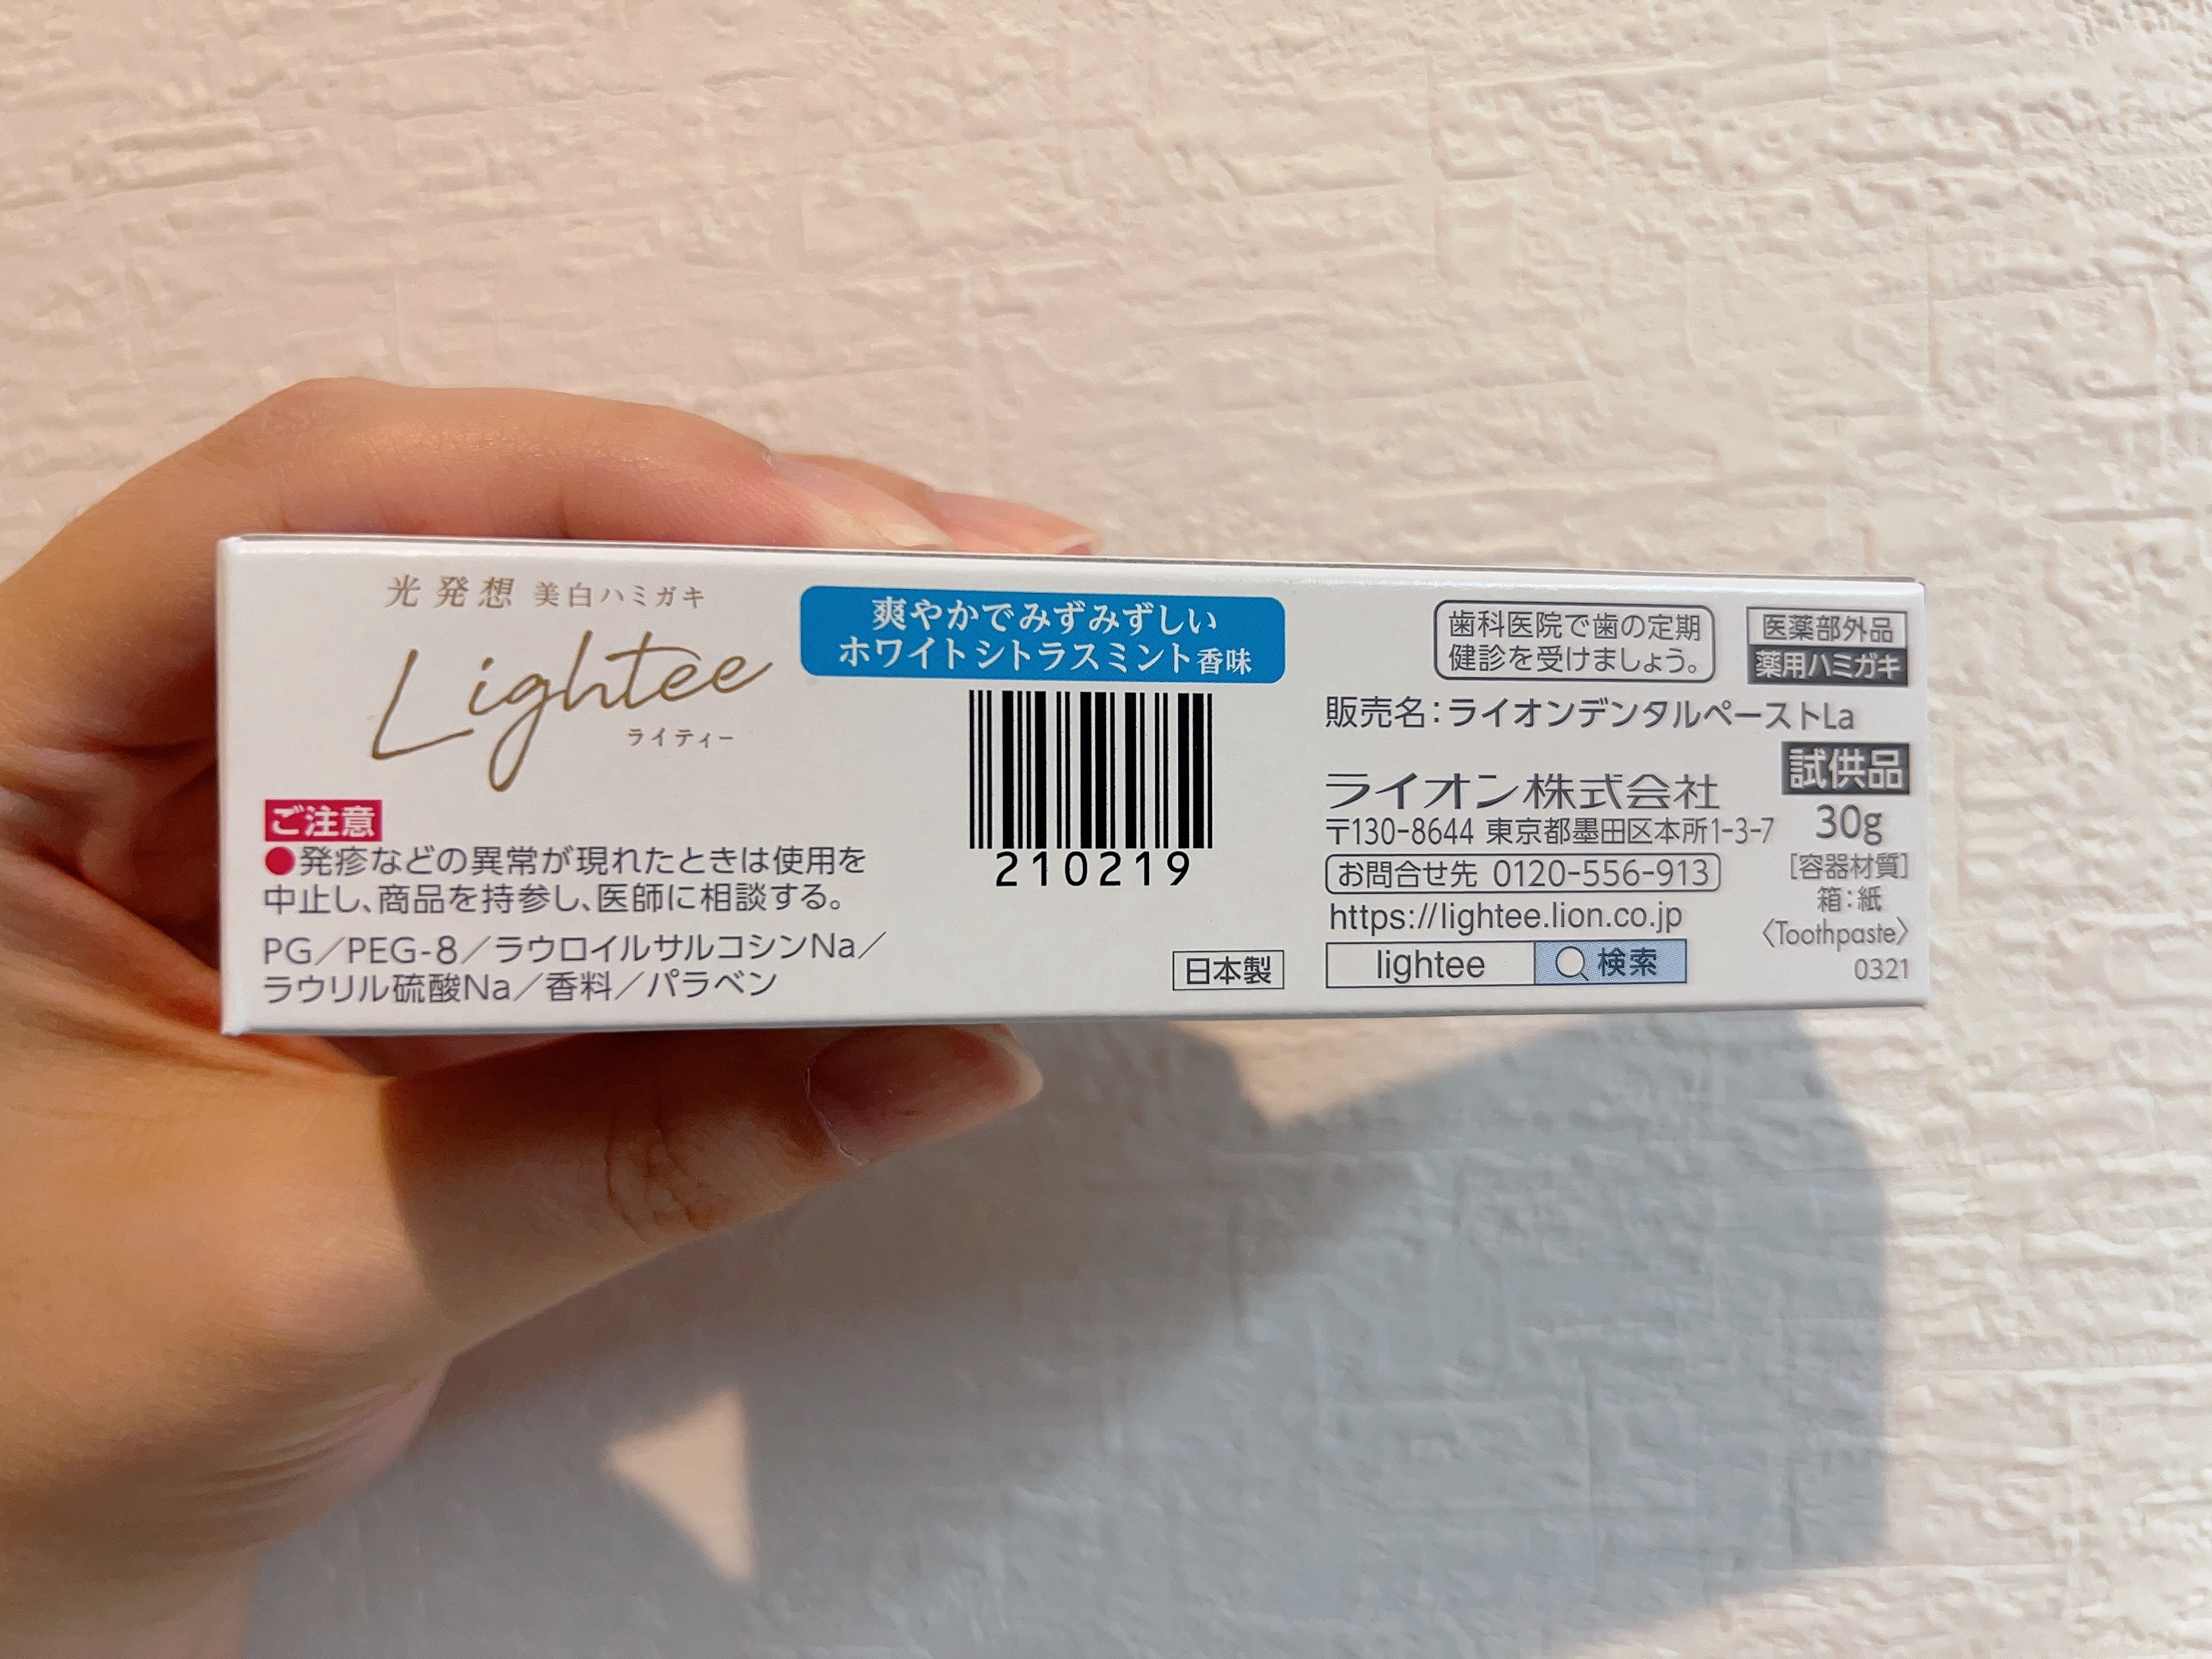 光発想 美白ハミガキ
Lightee
ライティー
ご注意
●発疹などの異常が現れたときは使用を
中止し、商品を持参し、医師に相談する。
PG／PEG-8／ラウロイルサルコシンNa／
ラウリル硫酸Na／香料／パラベン
爽やかでみずみずしい
ホワイトシトラスミント香味
210219
日本製
歯科医院で歯の定期
健診を受けましょう。
医薬部外品
薬用ハミガキ
販売名：ライオンデンタルペーストLa
ライオン株式会社
〒130-8644 東京都墨田区本所1-3-7
お問合せ先 0120-556-913
https://lightee.lion.co.jp
lightee 検索
試供品
30g
［容器材質］
箱：紙
〈Toothpaste〉
0321